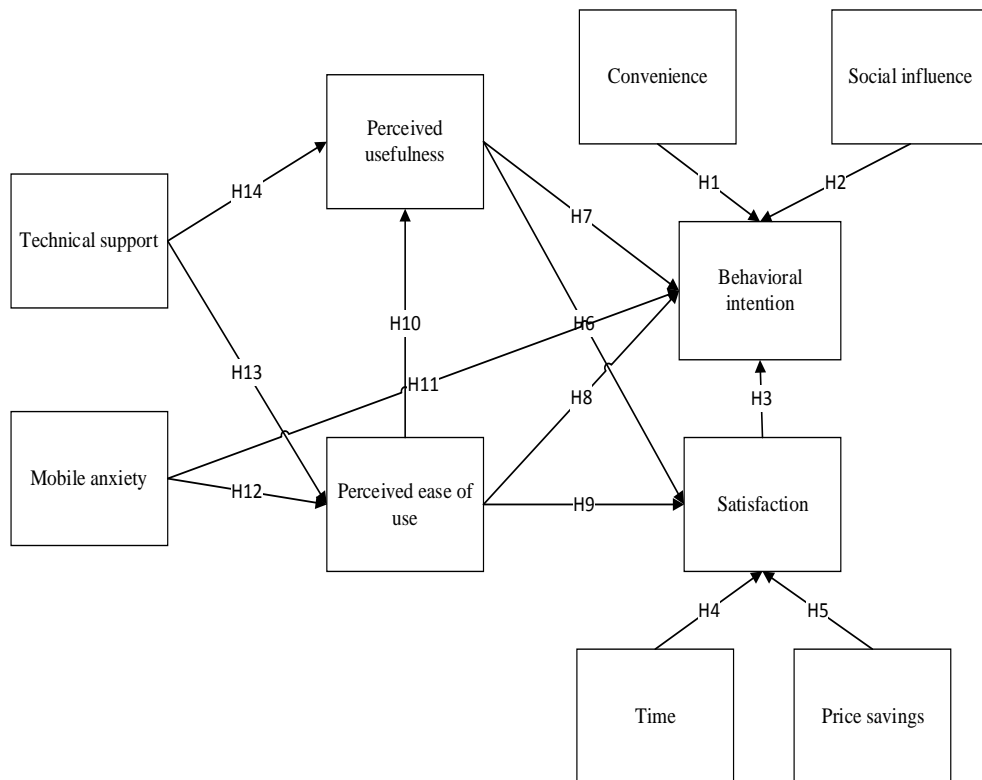 Convenience
Social influence
Perceived
usefulness
H1
H2
H14
H7
Technical support
Behavioral
intention
H10
H6
H13
H11
H8
H3
Mobile anxiety
H12
Perceived ease of
use
H9
Satisfaction
H4
H5
Time
Price savings